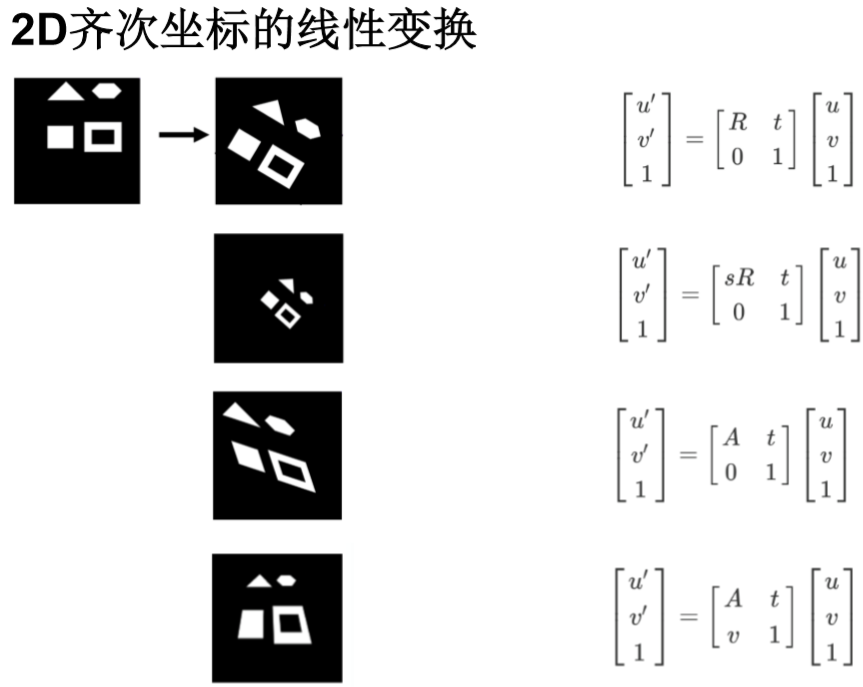 2D齐次坐标的线性变换
[u' v' 1] = [R t 0 1] [u v 1]
[u' v' 1] = [sR t 0 1] [u v 1]
[u' v' 1] = [A t 0 1] [u v 1]
[u' v' 1] = [A t v 1] [u v 1]